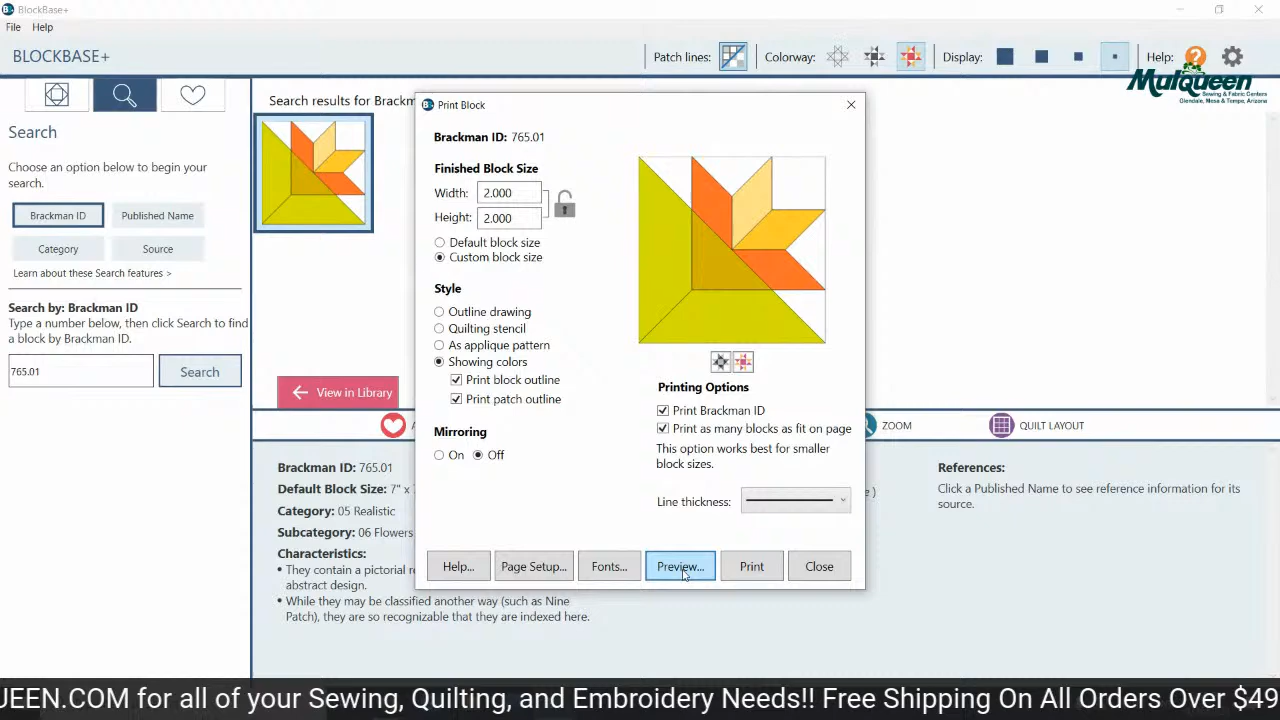 BlockBase+
File Help
BLOCKBASE+
Patch lines:
Colorway:
Display:
Help:
MulQueen
Sewing & Fabric Centers
Glendale, Mesa & Tempe, Arizona
Search
Choose an option below to begin your
search.
Brackman ID
Published Name
Category
Source
Learn about these Search features >
Search by: Brackman ID
Type a number below, then click Search to find
a block by Brackman ID.
765.01
Search
Search results for Brackm
View in Library
Print Block
Brackman ID: 765.01
Finished Block Size
Width: 2.000
Height: 2.000
Default block size
Custom block size
Style
Outline drawing
Quilting stencil
As applique pattern
Showing colors
Print block outline
Print patch outline
Mirroring
On Off
Printing Options
Print Brackman ID
Print as many blocks as fit on page
This option works best for smaller
block sizes.
Line thickness:
Help...
Page Setup...
Fonts...
Preview...
Print
Close
ZOOM
QUILT LAYOUT
Brackman ID: 765.01
Default Block Size: 7" x
Category: 05 Realistic
Subcategory: 06 Flowers
Characteristics:
• They contain a pictorial re
abstract design.
• While they may be classified another way (such as Nine
Patch), they are so recognizable that they are indexed here.
e )
References:
Click a Published Name to see reference information for its
source.
UEEN.COM for all of your Sewing, Quilting, and Embroidery Needs!! Free Shipping On All Orders Over $49